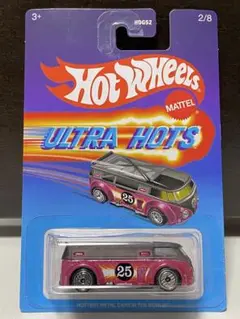 3+
2/8
Hot Wheels
MATTEL
ULTRA HOTS
25
25